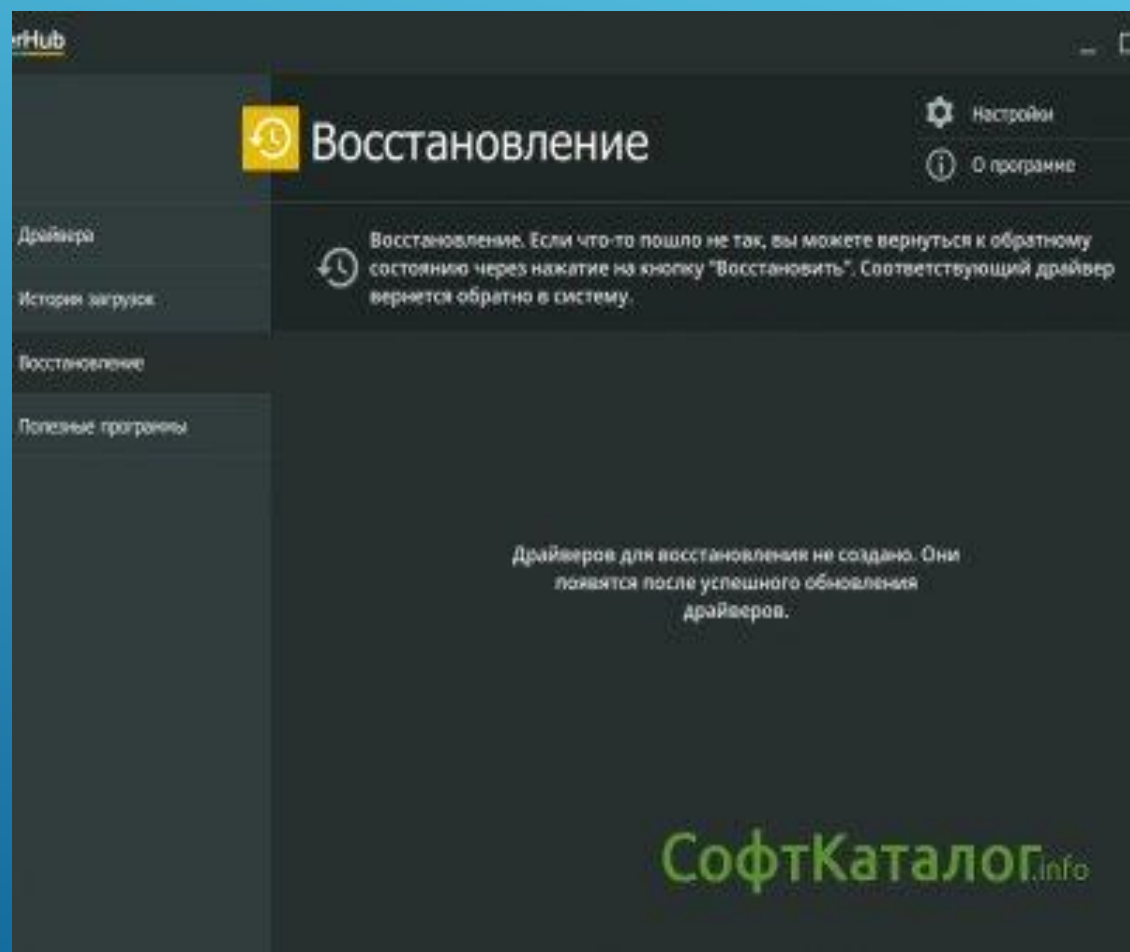 erHub
Восстановление
Настройки
О программе
Драйвера
История загрузок
Восстановление
Полезные программы
Восстановление. Если что-то пошло не так, вы можете вернуться к обратному
состоянию через нажатие на кнопку "Восстановить". Соответствующий драйвер
вернется обратно в систему.
Драйверов для восстановления не создано. Они
появятся после успешного обновления
драйверов.
СофтКаталог.info